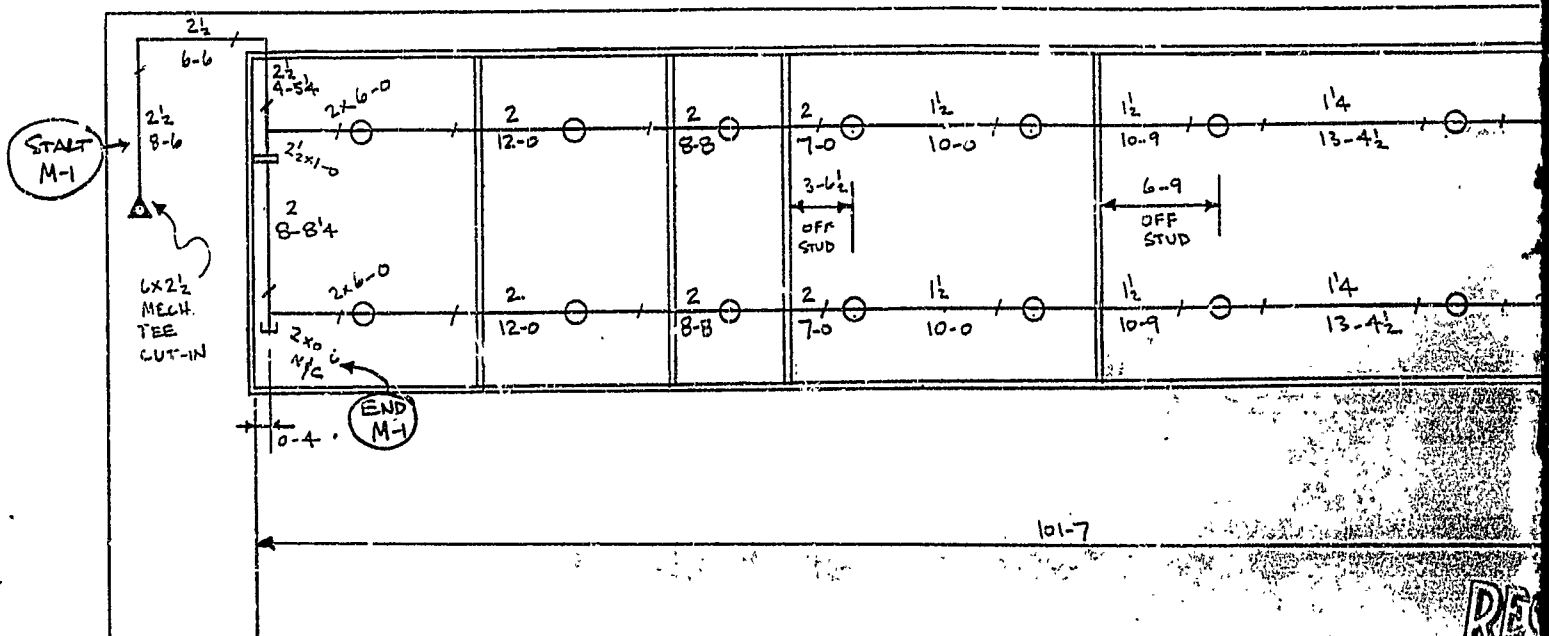 2½
6-6
START
M-1
2½
8-6
6x2½
MECH.
TEE
CUT-IN
2½
4-5¼
2½x1-0
2
8-8¼
2x6-0
2
12-0
2
8-8
2
7-0
1½
10-0
1½
10-9
1¼
13-4½
3-6½
OFF
STUD
6-9
OFF
STUD
2x6-0
2
12-0
2
8-8
2
7-0
1½
10-0
1½
10-9
1¼
13-4½
2x0
END
M-1
0-4
101-7